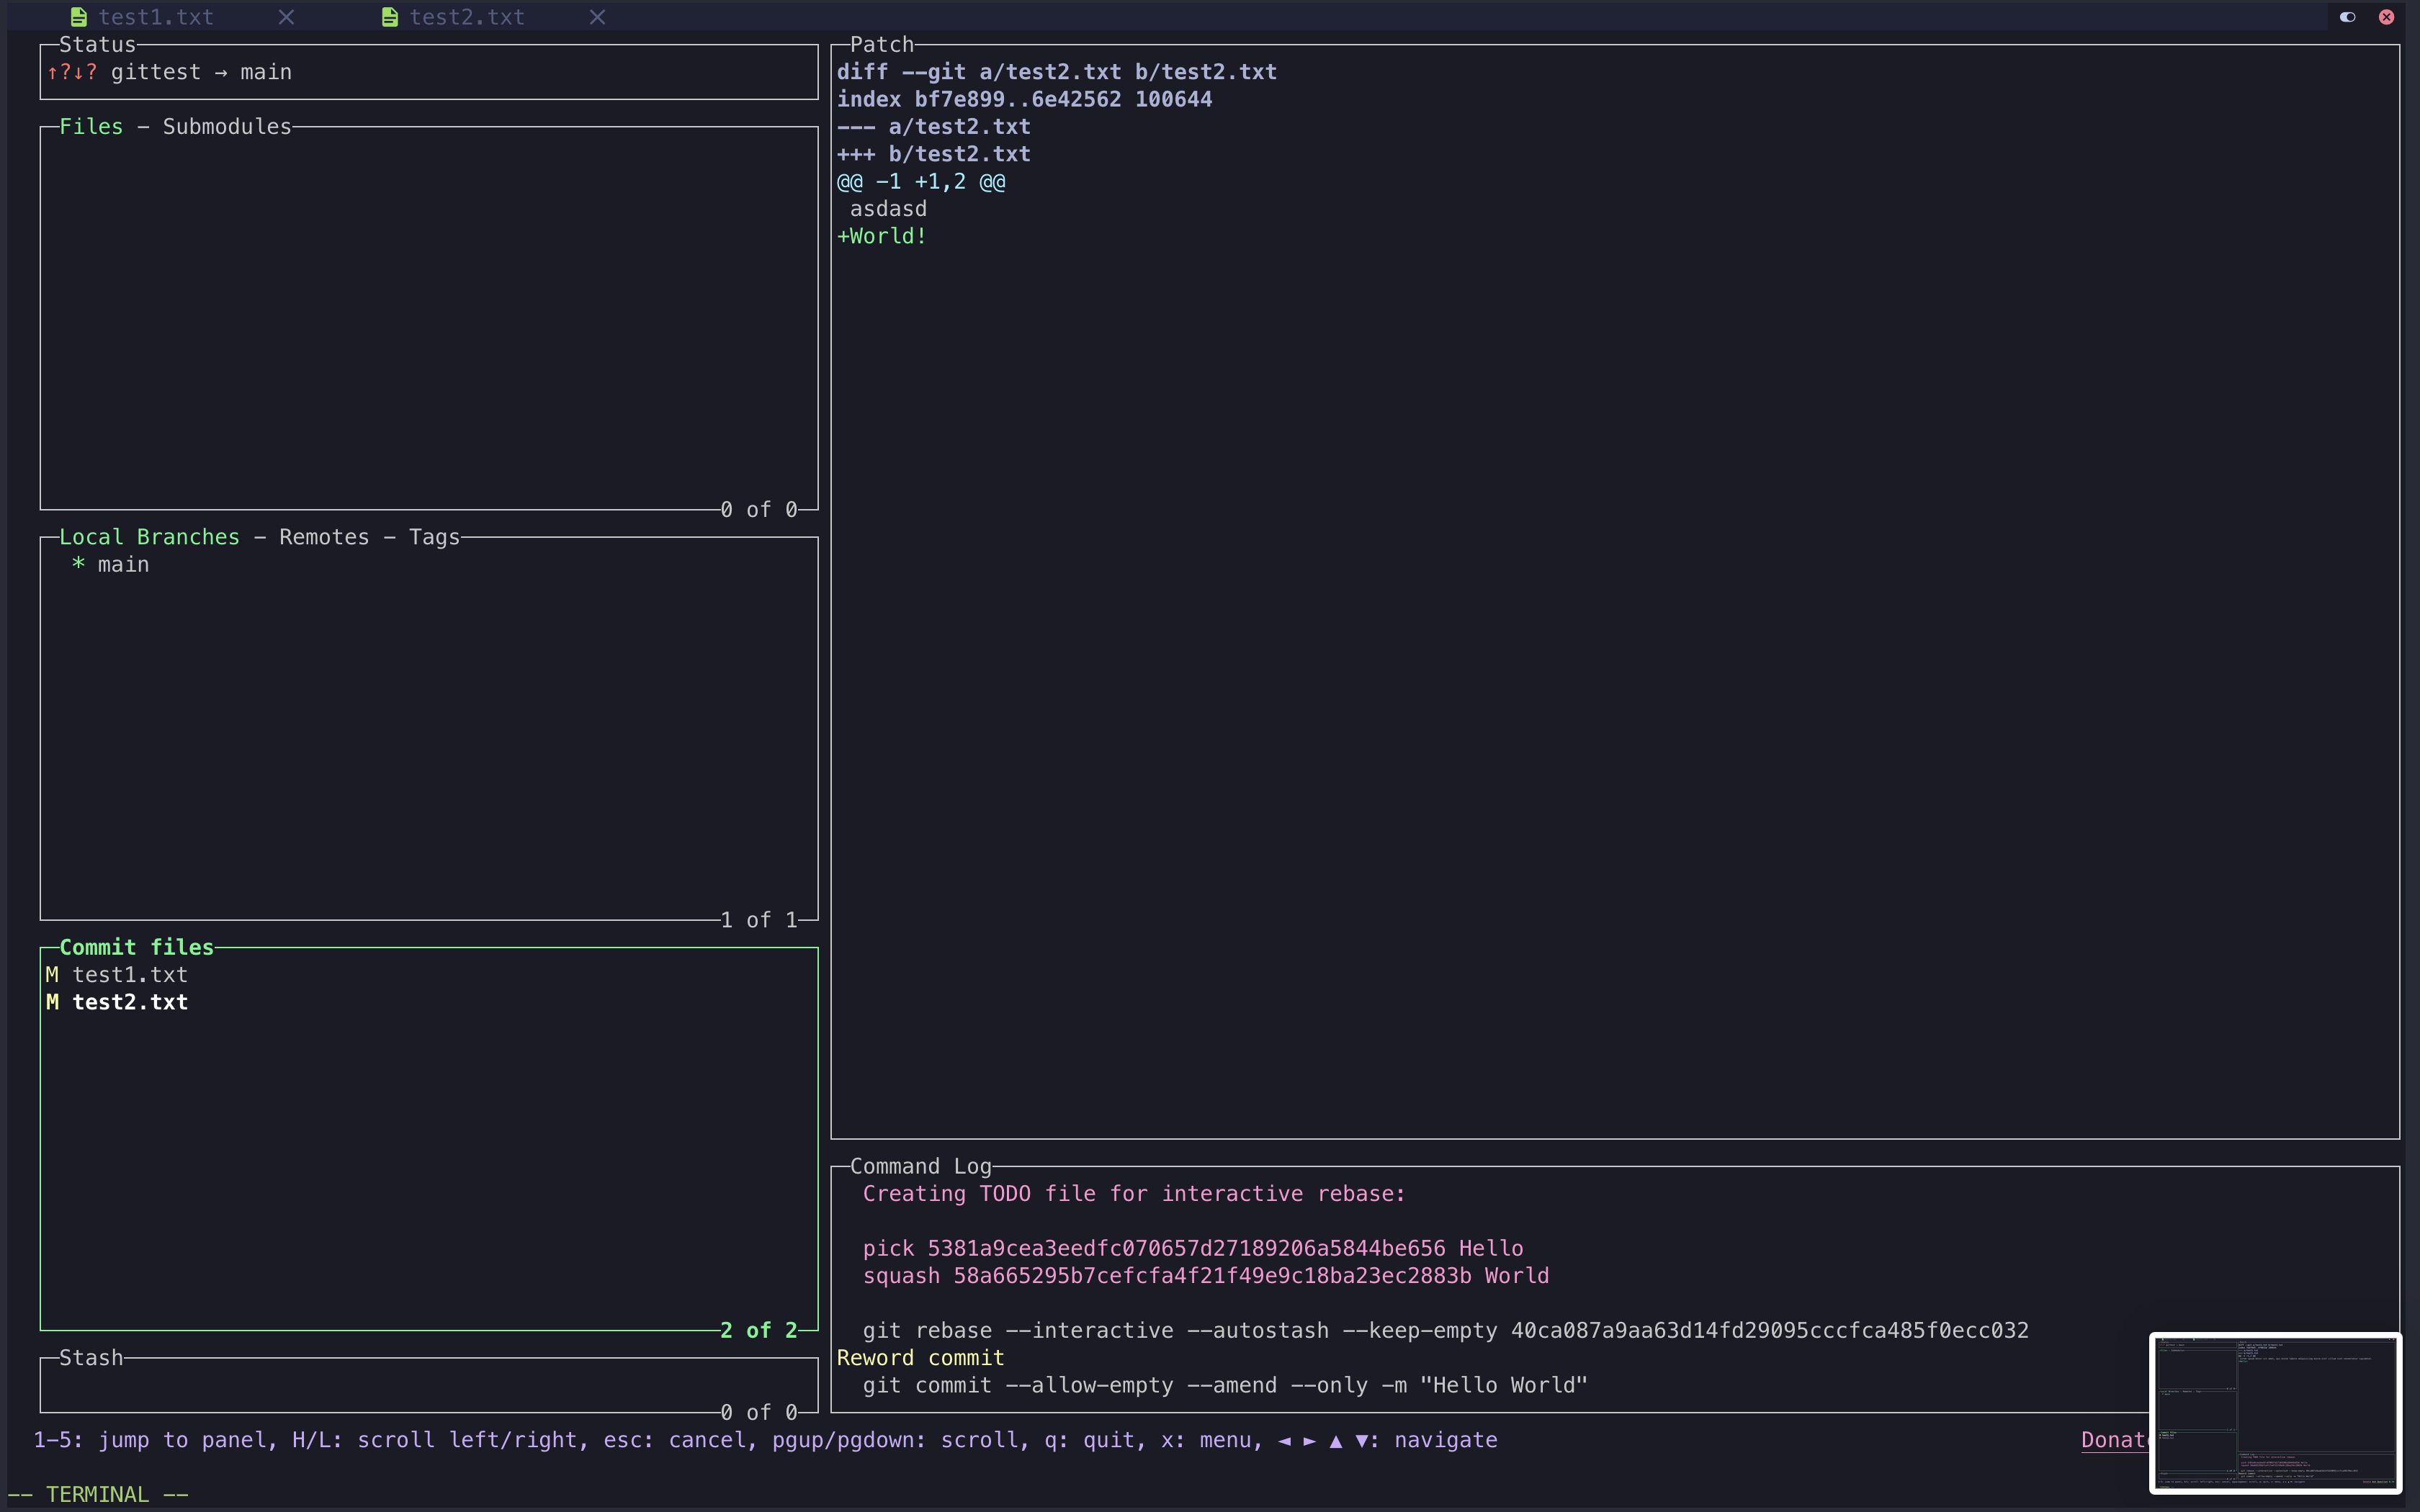 test1.txt test2.txt
Status
↑?↓? gittest → main
Files - Submodules
0 of 0
Local Branches - Remotes - Tags
* main
1 of 1
Commit files
M test1.txt
M test2.txt
2 of 2
Stash
0 of 0
Patch
diff --git a/test2.txt b/test2.txt
index bf7e899..6e42562 100644
--- a/test2.txt
+++ b/test2.txt
@@ -1 +1,2 @@
asdasd
+World!
Command Log
Creating TODO file for interactive rebase:
pick 5381a9cea3eedfc070657d27189206a5844be656 Hello
squash 58a665295b7cefcfa4f21f49e9c18ba23ec2883b World
git rebase --interactive --autostash --keep-empty 40ca087a9aa63d14fd29095cccfca485f0ecc032
Reword commit
git commit --allow-empty --amend --only -m "Hello World"
1-5: jump to panel, H/L: scroll left/right, esc: cancel, pgup/pgdown: scroll, q: quit, x: menu, ◄ ► ▲ ▼: navigate
Donate
-- TERMINAL --